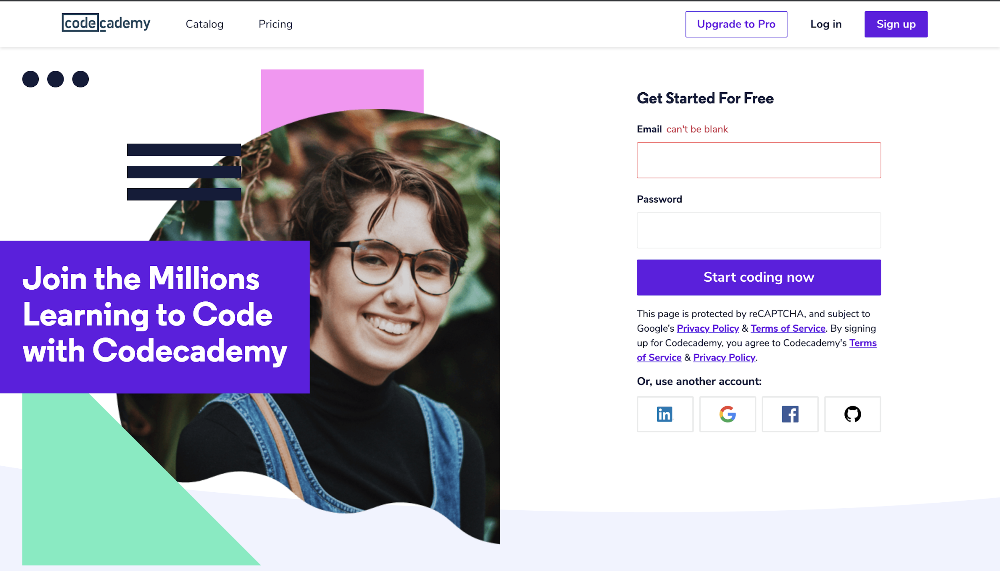 codecademy
Catalog
Pricing
Upgrade to Pro
Log in
Sign up
Join the Millions
Learning to Code
with Codecademy
Get Started For Free
Email can't be blank
Password
Start coding now
This page is protected by reCAPTCHA, and subject to
Google’s Privacy Policy & Terms of Service. By signing
up for Codecademy, you agree to Codecademy's Terms
of Service & Privacy Policy.
Or, use another account:
in
G
f